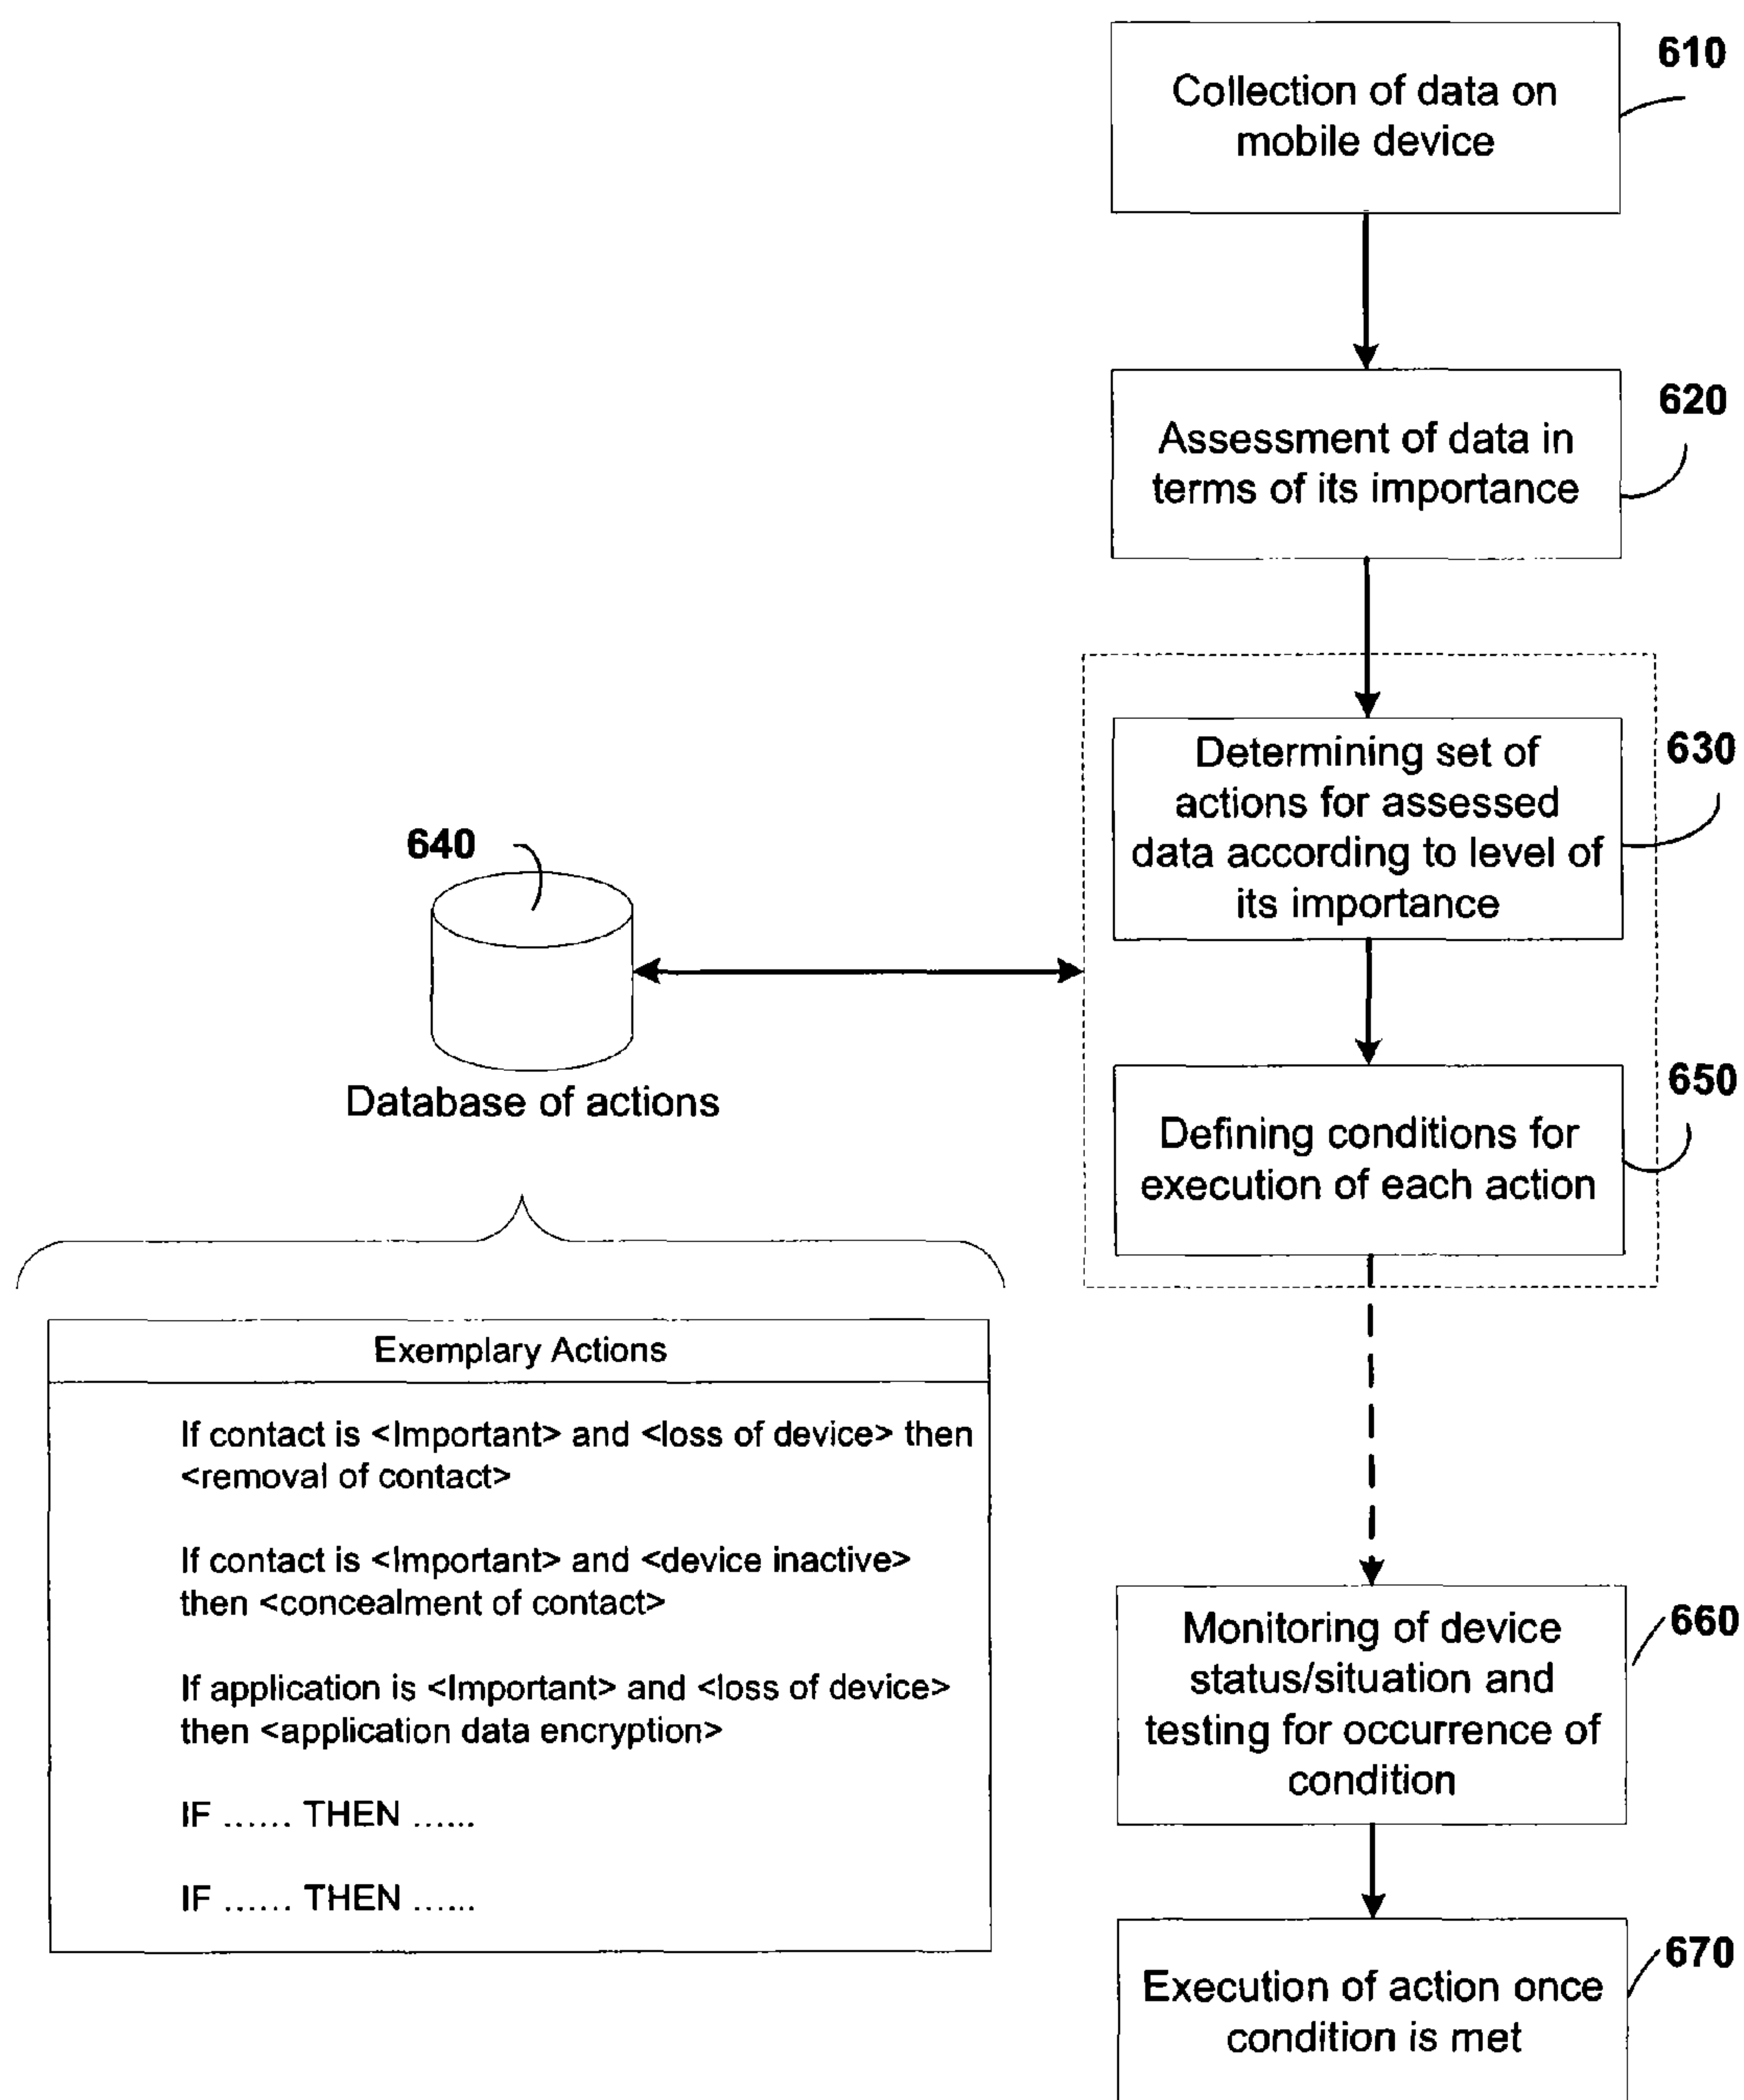 610
Collection of data on
mobile device
620
Assessment of data in
terms of its importance
630
Determining set of
actions for assessed
data according to level of
its importance
640
Database of actions
650
Defining conditions for
execution of each action
Exemplary Actions
If contact is <Important> and <loss of device> then
<removal of contact>
If contact is <Important> and <device inactive>
then <concealment of contact>
If application is <Important> and <loss of device>
then <application data encryption>
IF ...... THEN ......
IF ...... THEN ......
660
Monitoring of device
status/situation and
testing for occurrence of
condition
670
Execution of action once
condition is met